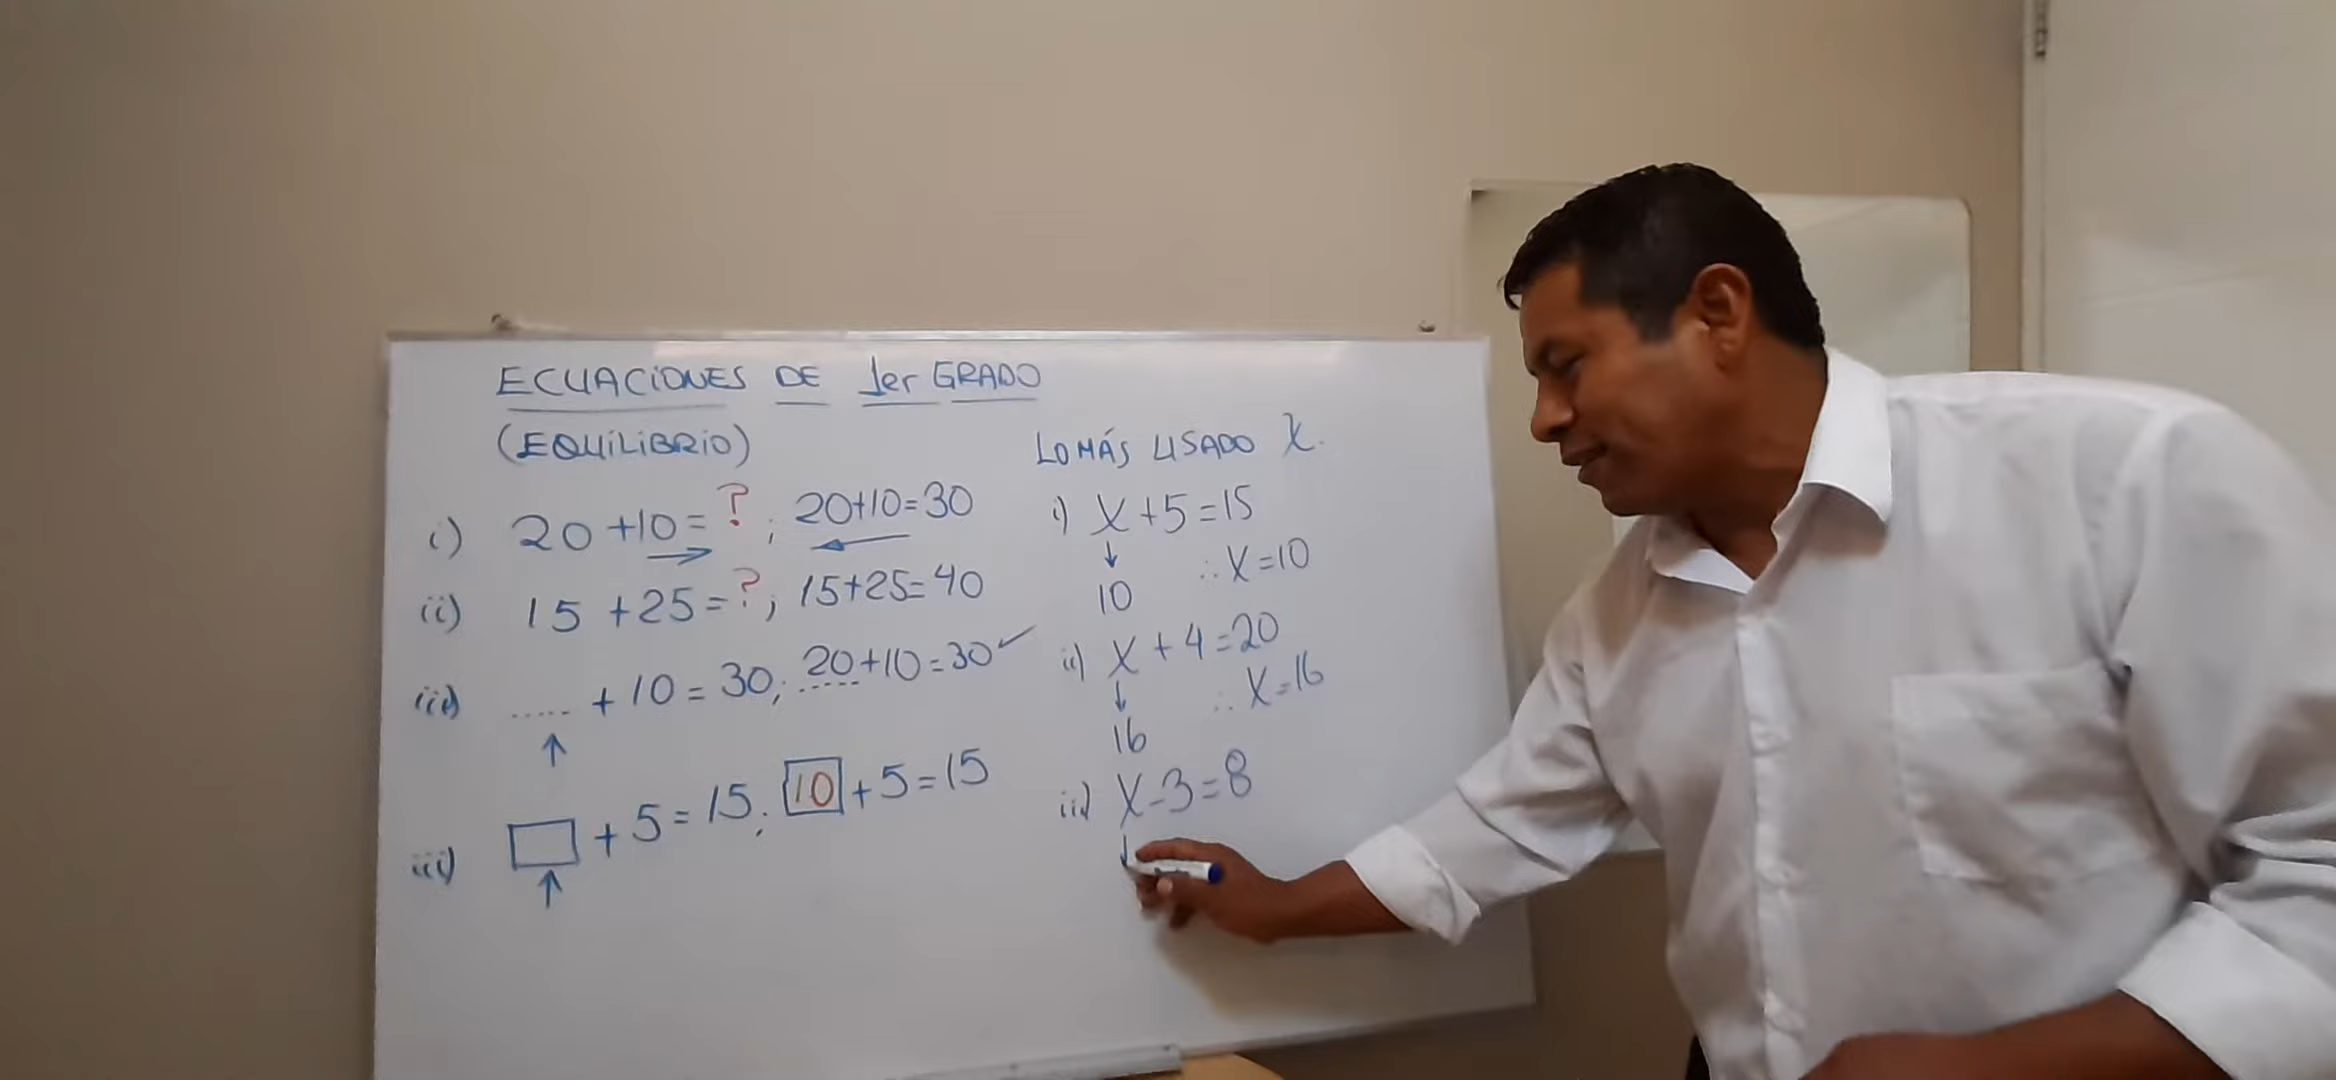 ECUACIONES DE 1er GRADO
(EQUILIBRIO)
i) 20 +10 = ? ; 20+10=30
ii) 15 +25 = ? ; 15+25=40
iii) ..... + 10 = 30; 20+10=30 ✓
↑
iiii) □ + 5 = 15; 10 + 5 = 15
↑
LO MÁS USADO X.
i) X + 5 = 15
↓
10 ∴ X = 10
ii) X + 4 = 20
↓ ∴ X = 16
16
iii) X - 3 = 8
↓